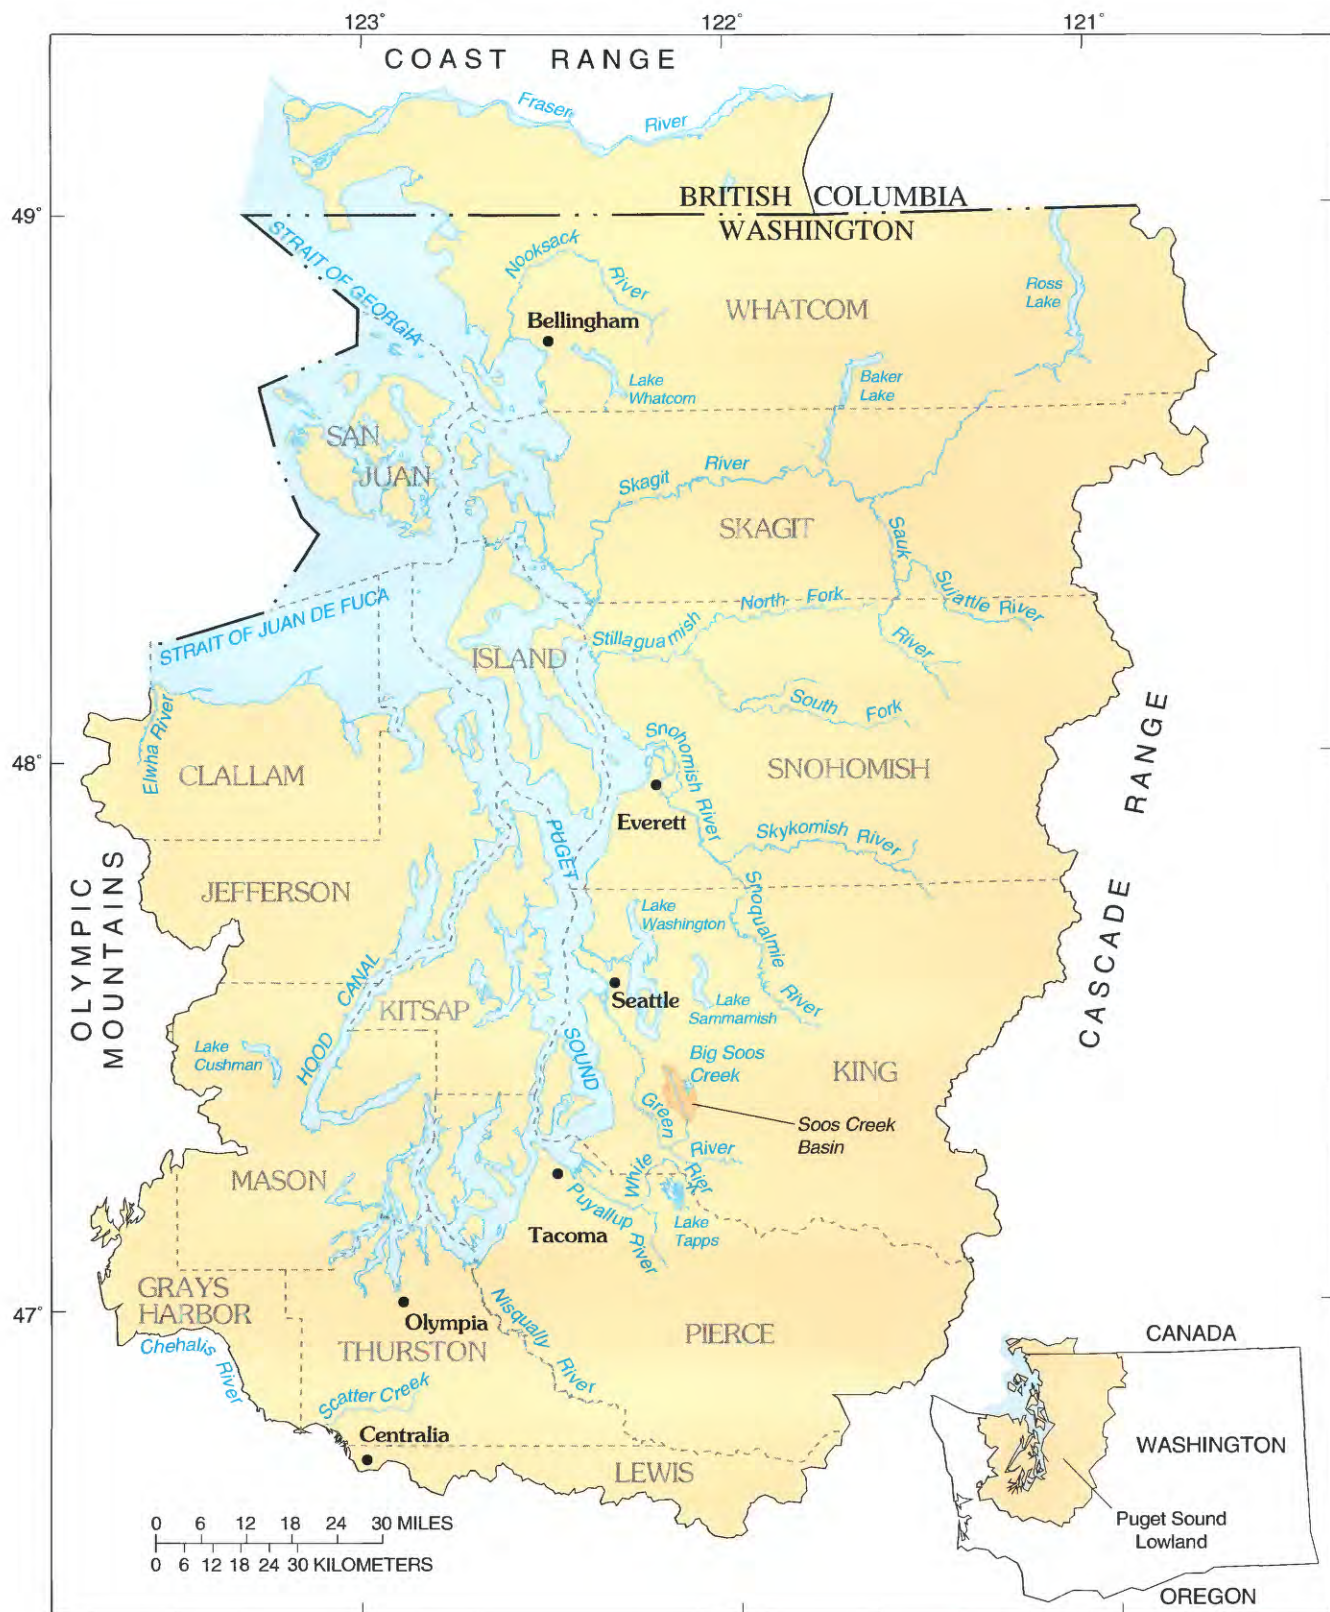 123°
122°
121°
COAST RANGE
Fraser River
49°
BRITISH COLUMBIA
WASHINGTON
STRAIT OF GEORGIA
Nooksack River
Ross
Lake
WHATCOM
Bellingham
Lake
Whatcom
Baker
Lake
SAN
JUAN
Skagit River
SKAGIT
Sauk
Suiattle River
North Fork
STRAIT OF JUAN DE FUCA
Stillaguamish
River
ISLAND
South Fork
Elwha River
Snohomish River
48°
CLALLAM
SNOHOMISH
CASCADE RANGE
Everett
PUGET
Skykomish River
OLYMPIC
MOUNTAINS
JEFFERSON
Snoqualmie
Lake
Washington
CANAL
Seattle
River
KITSAP
Lake
Sammamish
HOOD
SOUND
Lake
Cushman
Big Soos
Creek
KING
Green
Soos Creek
Basin
River
MASON
White
Rier
Puyallup
River
Tacoma
Lake
Tapps
GRAYS
HARBOR
47°
Olympia
Nisqually
River
PIERCE
Chehalis River
THURSTON
CANADA
Scatter Creek
Centralia
WASHINGTON
LEWIS
Puget Sound
Lowland
0 6 12 18 24 30 MILES
0 6 12 18 24 30 KILOMETERS
OREGON